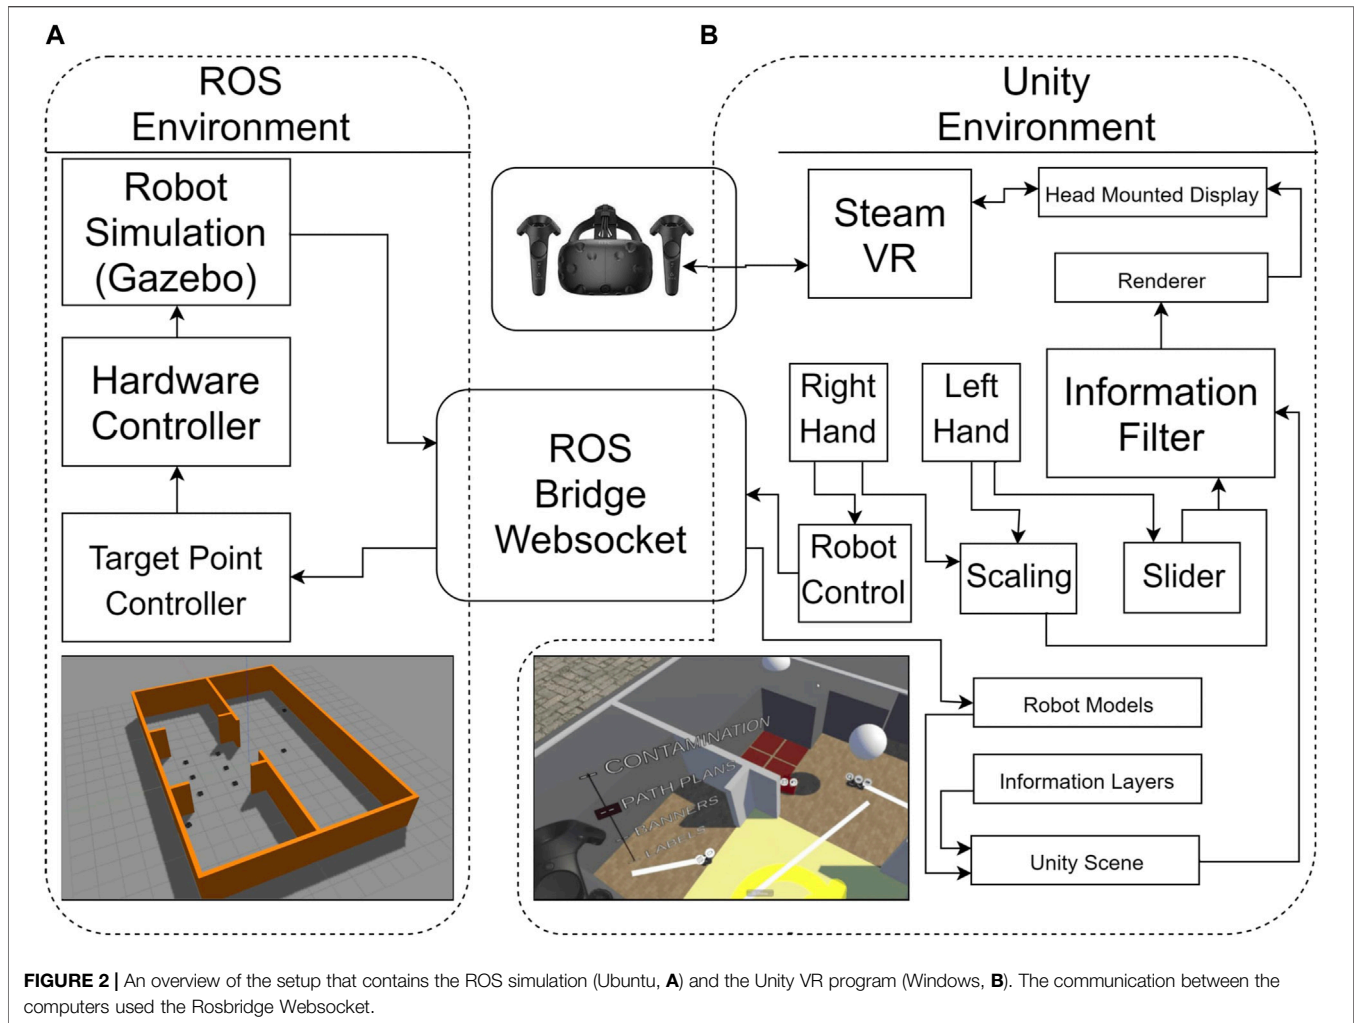 A
B
ROS
Environment
Unity
Environment
Robot
Simulation
(Gazebo)
Steam
VR
Head Mounted Display
Renderer
Hardware
Controller
Right
Hand
Left
Hand
Information
Filter
ROS
Bridge
Websocket
Target Point
Controller
Robot
Control
Scaling
Slider
CONTAMINATION
PATH PLANS
BANNERS
LABELS
Robot Models
Information Layers
Unity Scene
FIGURE 2 | An overview of the setup that contains the ROS simulation (Ubuntu, A) and the Unity VR program (Windows, B). The communication between the
computers used the Rosbridge Websocket.